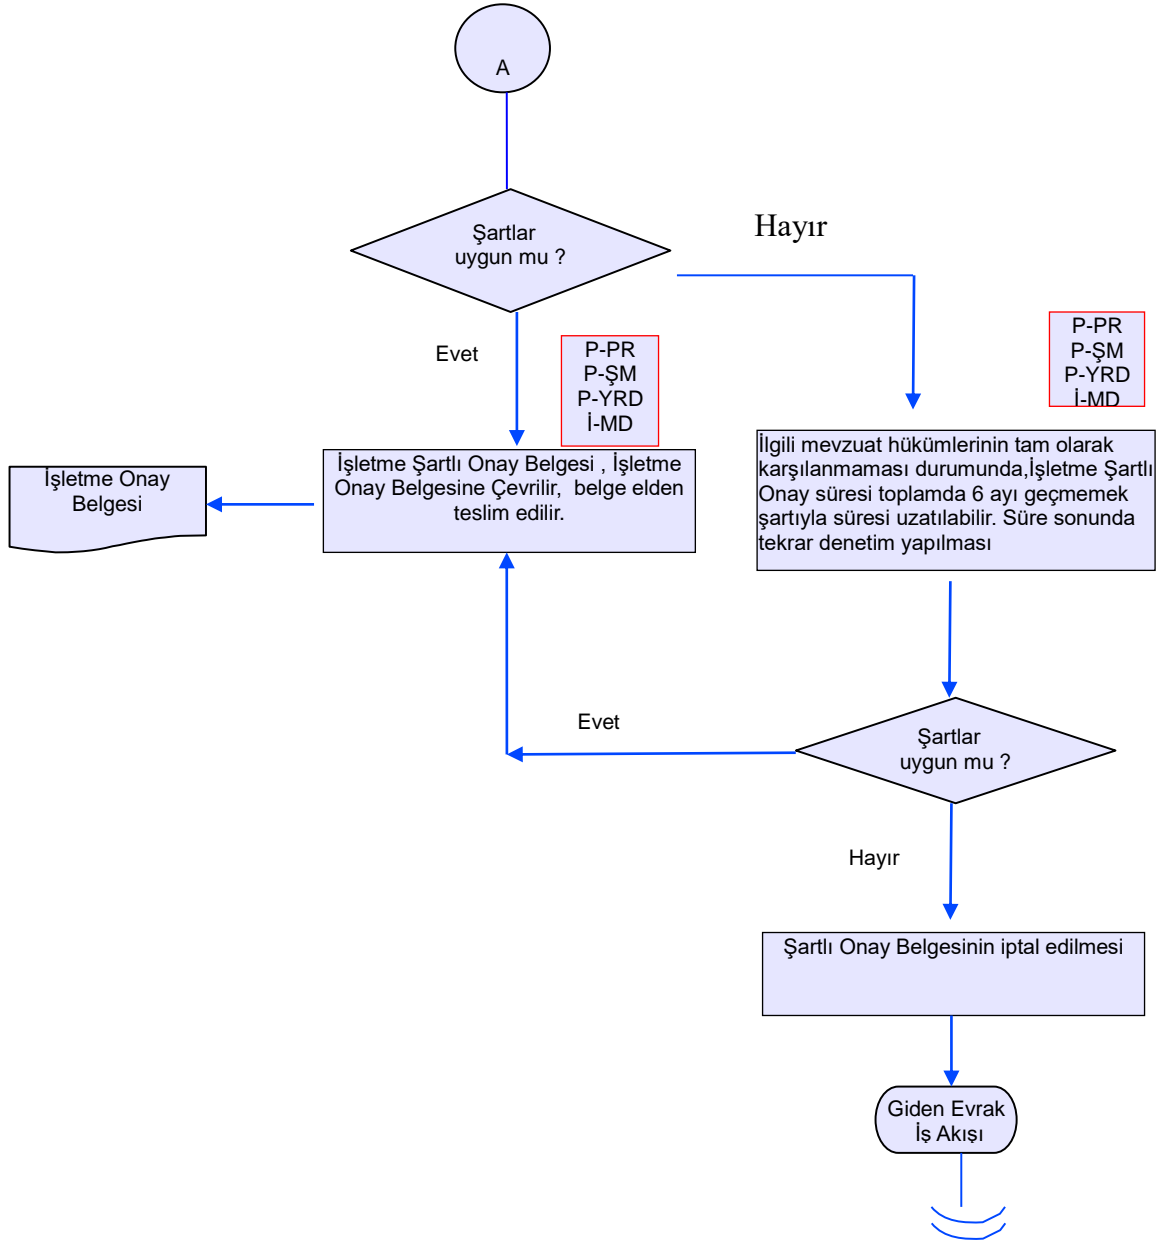 A
Şartlar
uygun mu ?
Hayır
Evet
P-PR
P-ŞM
P-YRD
İ-MD
P-PR
P-ŞM
P-YRD
İ-MD
İşletme Onay
Belgesi
İşletme Şartlı Onay Belgesi , İşletme
Onay Belgesine Çevrilir, belge elden
teslim edilir.
İlgili mevzuat hükümlerinin tam olarak
karşılanmaması durumunda,İşletme Şartlı
Onay süresi toplamda 6 ayı geçmemek
şartıyla süresi uzatılabilir. Süre sonunda
tekrar denetim yapılması
Evet
Şartlar
uygun mu ?
Hayır
Şartlı Onay Belgesinin iptal edilmesi
Giden Evrak
İş Akışı